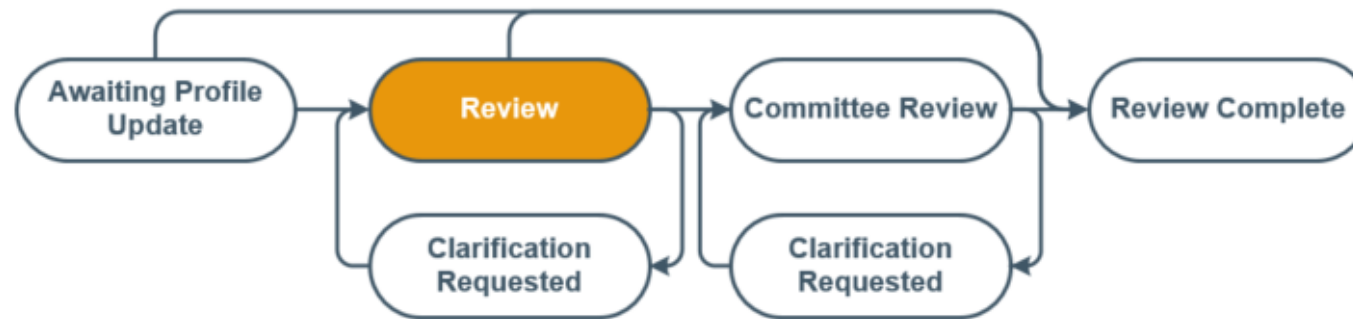 Awaiting Profile
Update
Review
Committee Review
Review Complete
Clarification
Requested
Clarification
Requested